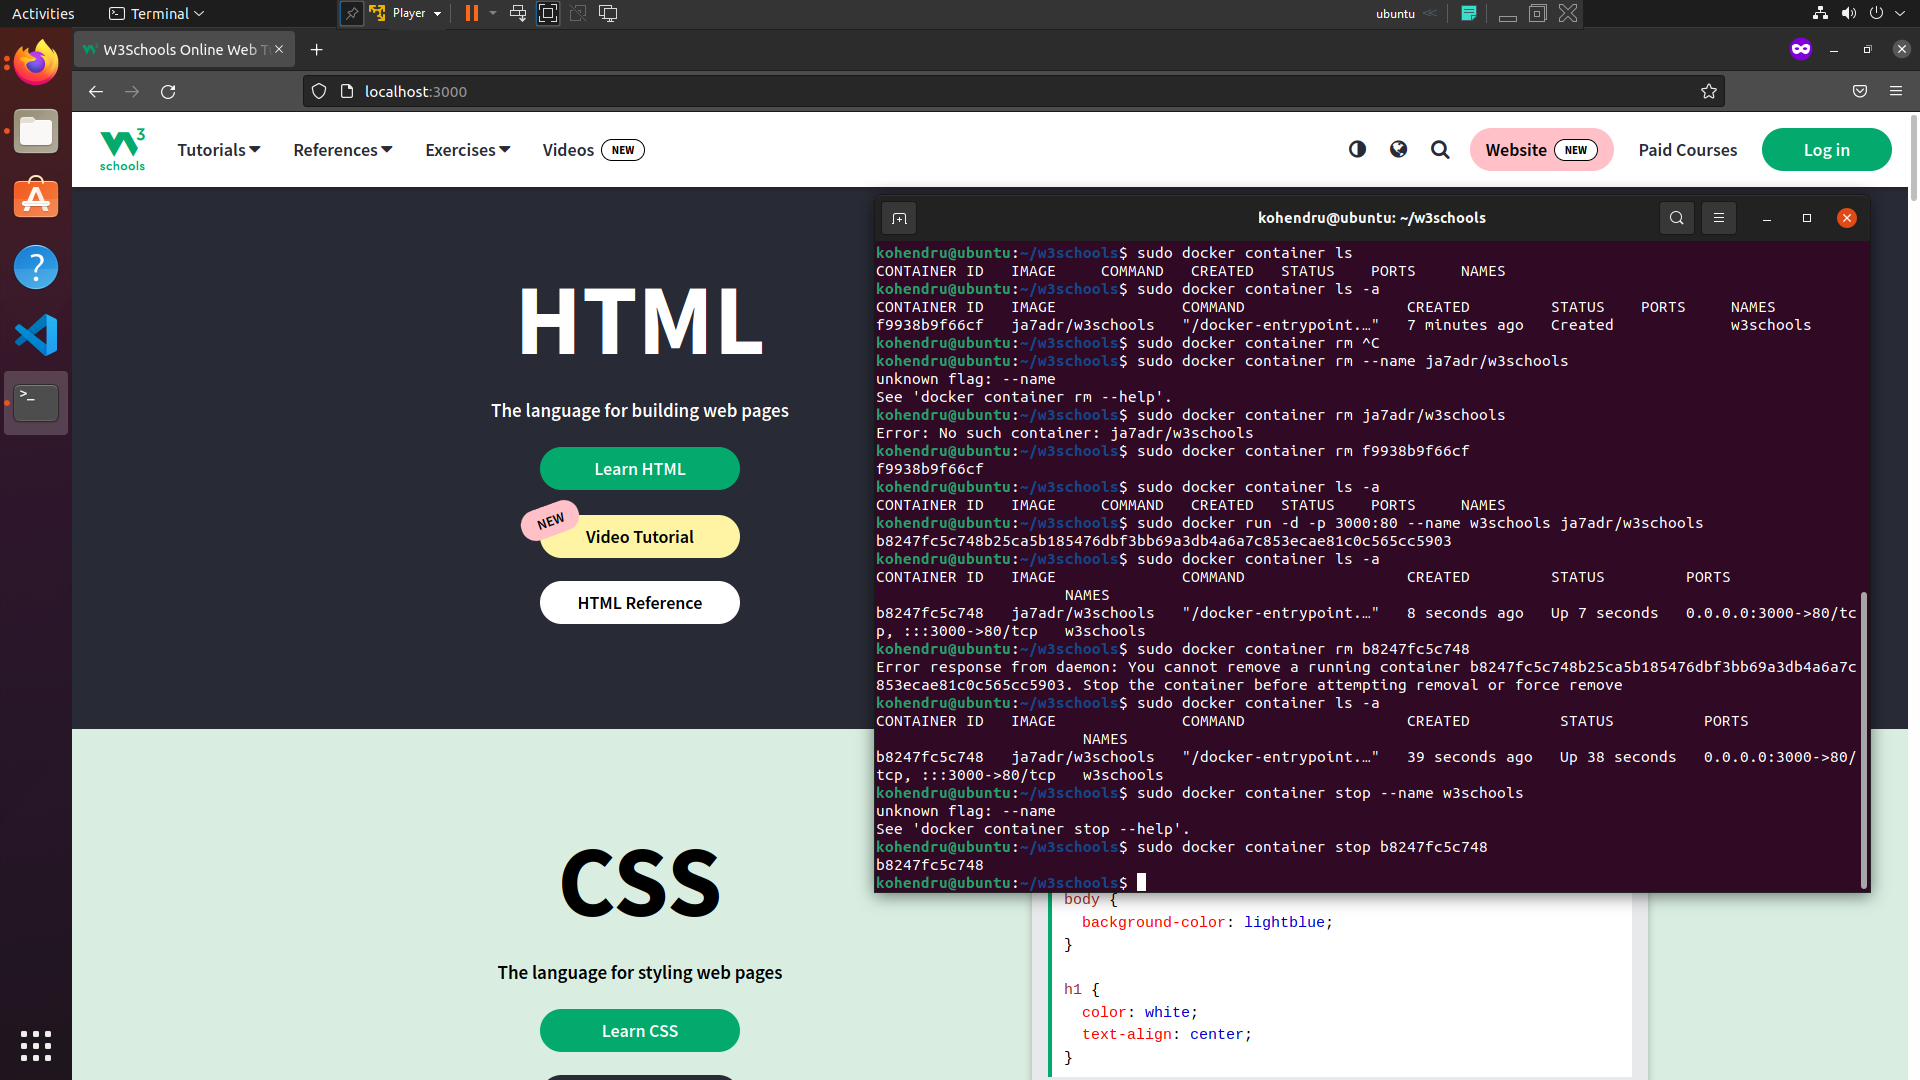 Activities
Terminal
Player
ubuntu
W3Schools Online Web T
localhost:3000
W3 schools
Tutorials
References
Exercises
Videos NEW
Website NEW
Paid Courses
Log in
HTML
The language for building web pages
Learn HTML
NEW
Video Tutorial
HTML Reference
CSS
The language for styling web pages
Learn CSS
kohendru@ubuntu: ~/w3schools
kohendru@ubuntu:~/w3schools$ sudo docker container ls
CONTAINER ID   IMAGE     COMMAND   CREATED   STATUS    PORTS     NAMES
kohendru@ubuntu:~/w3schools$ sudo docker container ls -a
CONTAINER ID   IMAGE              COMMAND                  CREATED         STATUS    PORTS     NAMES
f9938b9f66cf   ja7adr/w3schools   "/docker-entrypoint.…"   7 minutes ago   Created             w3schools
kohendru@ubuntu:~/w3schools$ sudo docker container rm ^C
kohendru@ubuntu:~/w3schools$ sudo docker container rm --name ja7adr/w3schools
unknown flag: --name
See 'docker container rm --help'.
kohendru@ubuntu:~/w3schools$ sudo docker container rm ja7adr/w3schools
Error: No such container: ja7adr/w3schools
kohendru@ubuntu:~/w3schools$ sudo docker container rm f9938b9f66cf
f9938b9f66cf
kohendru@ubuntu:~/w3schools$ sudo docker container ls -a
CONTAINER ID   IMAGE     COMMAND   CREATED   STATUS    PORTS     NAMES
kohendru@ubuntu:~/w3schools$ sudo docker run -d -p 3000:80 --name w3schools ja7adr/w3schools
b8247fc5c748b25ca5b185476dbf3bb69a3db4a6a7c853ecae81c0c565cc5903
kohendru@ubuntu:~/w3schools$ sudo docker container ls -a
CONTAINER ID   IMAGE              COMMAND                  CREATED         STATUS         PORTS
NAMES
b8247fc5c748   ja7adr/w3schools   "/docker-entrypoint.…"   8 seconds ago   Up 7 seconds   0.0.0.0:3000->80/tc
p, :::3000->80/tcp   w3schools
kohendru@ubuntu:~/w3schools$ sudo docker container rm b8247fc5c748
Error response from daemon: You cannot remove a running container b8247fc5c748b25ca5b185476dbf3bb69a3db4a6a7c
853ecae81c0c565cc5903. Stop the container before attempting removal or force remove
kohendru@ubuntu:~/w3schools$ sudo docker container ls -a
CONTAINER ID   IMAGE              COMMAND                  CREATED          STATUS          PORTS
NAMES
b8247fc5c748   ja7adr/w3schools   "/docker-entrypoint.…"   39 seconds ago   Up 38 seconds   0.0.0.0:3000->80/
tcp, :::3000->80/tcp   w3schools
kohendru@ubuntu:~/w3schools$ sudo docker container stop --name w3schools
unknown flag: --name
See 'docker container stop --help'.
kohendru@ubuntu:~/w3schools$ sudo docker container stop b8247fc5c748
b8247fc5c748
kohendru@ubuntu:~/w3schools$
body {
background-color: lightblue;
}
h1 {
color: white;
text-align: center;
}